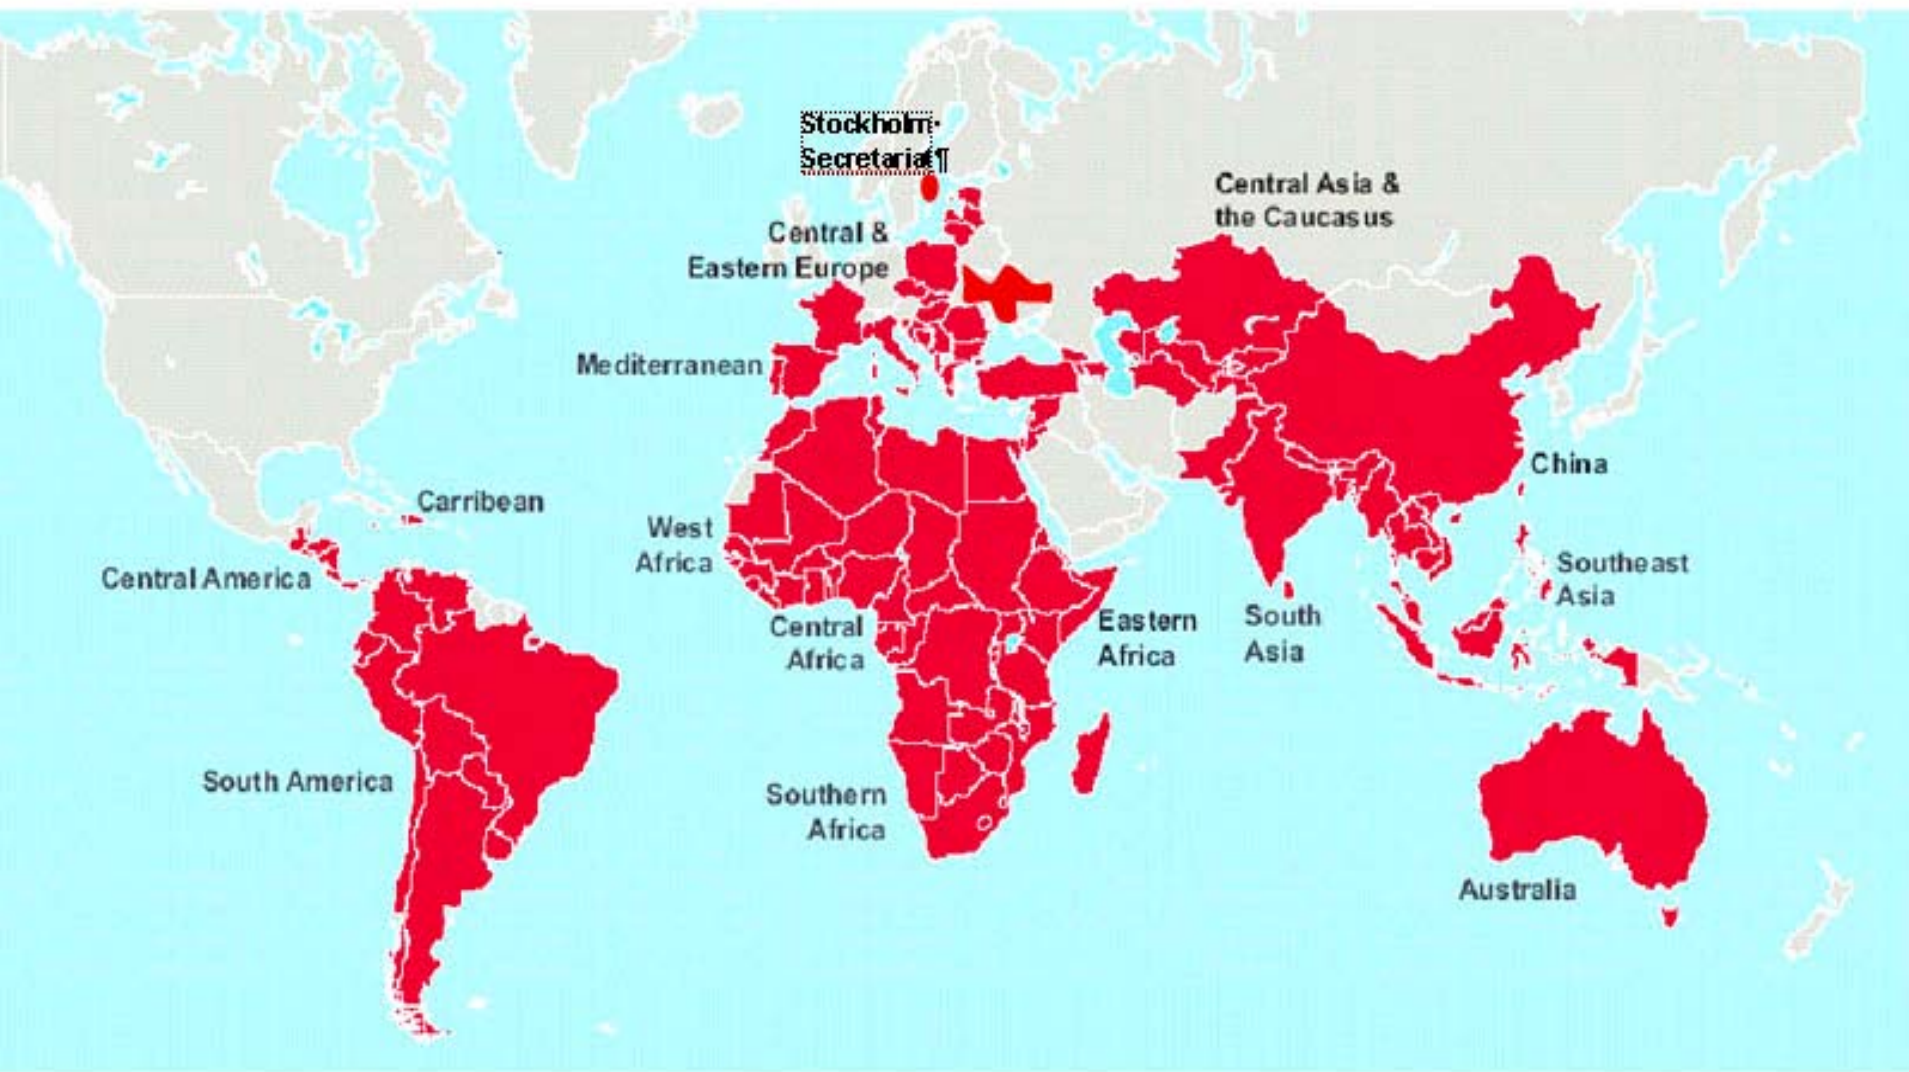 Stockholm·
Secretariat¶
Central Asia &
the Caucasus
Central &
Eastern Europe
Mediterranean
Carribean
China
West
Africa
Central America
Southeast
Asia
Central
Africa
Eastern
Africa
South
Asia
South America
Southern
Africa
Australia